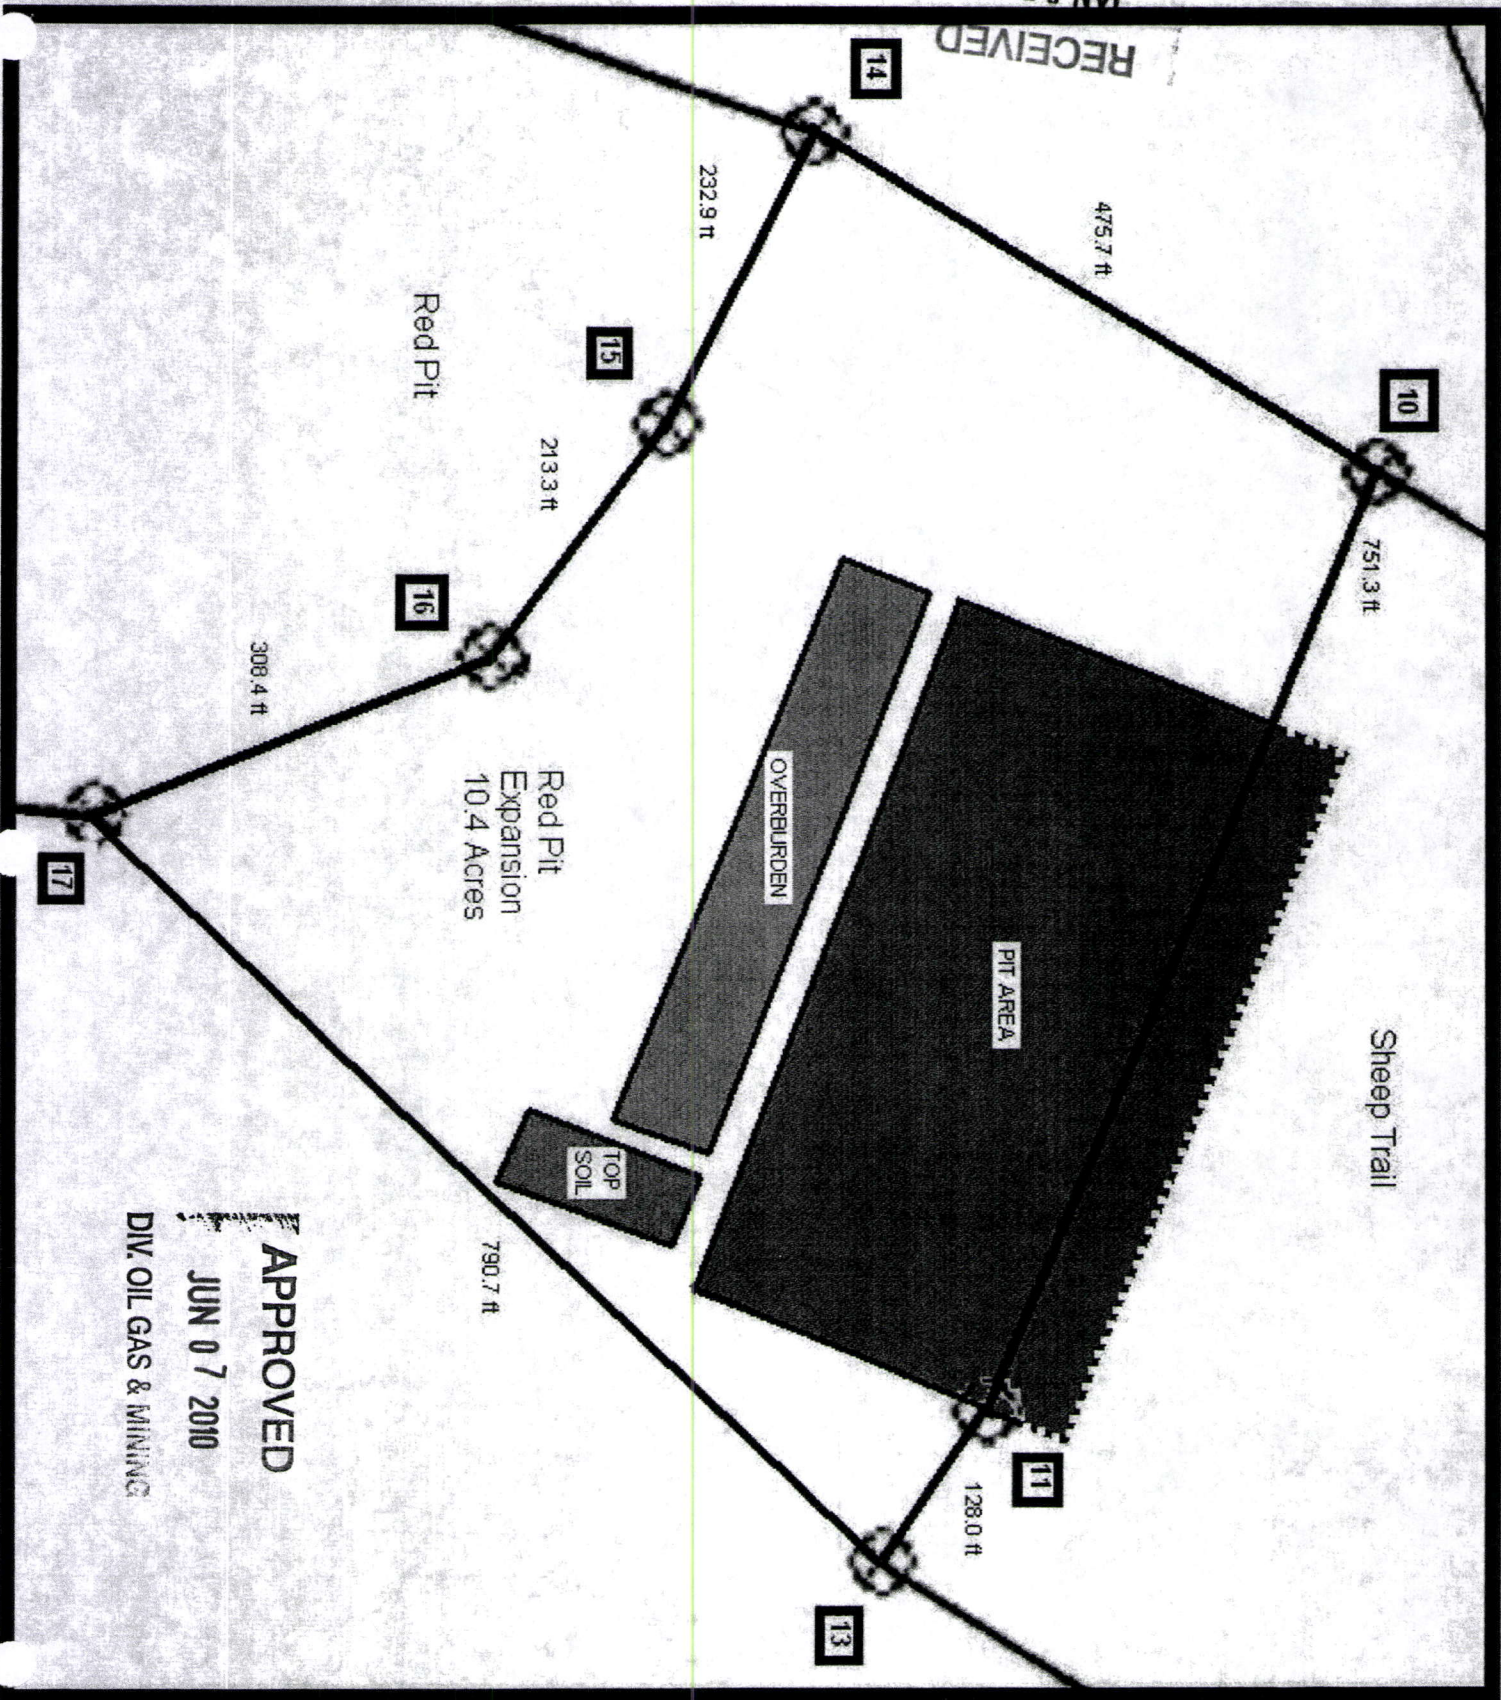 RECEIVED
14
475.7 ft
10
751.3 ft
232.9 ft
15
Red Pit
213.3 ft
16
308.4 ft
17
Sheep Trail
PIT AREA
OVERBURDEN
Red Pit
Expansion
10.4 Acres
TOP
SOIL
790.7 ft
11
128.0 ft
13
APPROVED
JUN 07 2010
DIV. OIL GAS & MINING